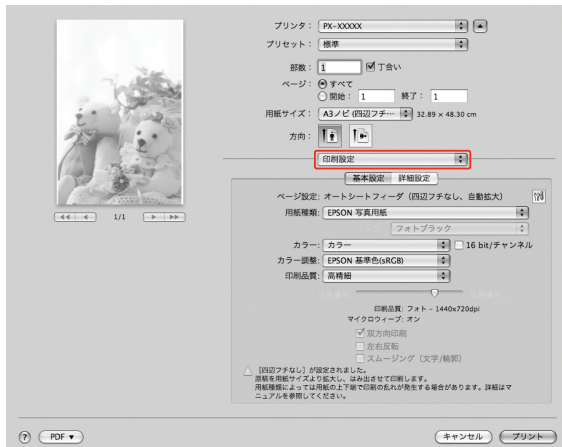 プリンタ： PX-XXXXX
プリセット： 標準
部数： 1 丁合い
ページ： すべて
開始： 1 終了： 1
用紙サイズ： A3ノビ (四辺フチ… 32.89 × 48.30 cm
方向：
印刷設定
基本設定 詳細設定
ページ設定: オートシートフィーダ（四辺フチなし、自動拡大）
用紙種類: EPSON 写真用紙
フォトブラック
カラー: カラー 16 bit/チャンネル
カラー調整: EPSON 基準色(sRGB)
印刷品質: 高精細
印刷品質: フォト - 1440x720dpi
マイクロウィーブ: オン
双方向印刷
左右反転
スムージング（文字/輪郭）
［四辺フチなし］が設定されました。
原稿を用紙サイズより拡大し、はみ出させて印刷します。
用紙種類によっては用紙の上下端で印刷の乱れが発生する場合があります。詳細はマ
ニュアルを参照してください。
1/1
? PDF ▼ キャンセル プリント